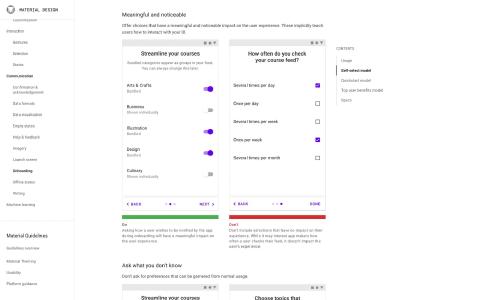 MATERIAL DESIGN
Customization
Interaction
Gestures
Selection
States
Communication
Confirmation &
acknowledgement
Data formats
Data visualization
Empty states
Help & feedback
Imagery
Launch screen
Onboarding
Offline states
Writing
Machine learning
Material Guidelines
Guidelines overview
Material Theming
Usability
Platform guidance
Meaningful and noticeable
Offer choices that have a meaningful and noticeable impact on the user experience. These implicitly teach
users how to interact with your UI.
Streamline your courses
Bundled categories appear as groups in your feed.
You can always change this later.
Arts & Crafts
Bundled
Business
Shown individually
Illustration
Bundled
Design
Bundled
Culinary
Shown individually
BACK
NEXT
Do
Asking how a user wishes to be notified by the app
during onboarding will have a meaningful impact on
the user experience.
How often do you check
your course feed?
Several times per day
Once per day
Several times per week
Once per week
Several times per month
BACK
DONE
Don't
Don't include selections that have no impact on their
experience. While it may interest app makers how
often a user checks their feed, it doesn't impact the
user's experience.
Ask what you don't know
Don't ask for preferences that can be gleaned from normal usage.
Streamline your courses
Choose topics that
CONTENTS
Usage
Self-select model
Quickstart model
Top user benefits model
Specs